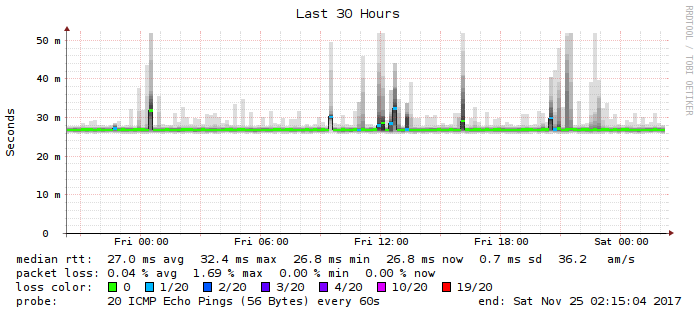 Last 30 Hours
RRDTOOL / TOBI OETIKER
Seconds
50 m
40 m
30 m
20 m
10 m
0
Fri 00:00 Fri 06:00 Fri 12:00 Fri 18:00 Sat 00:00
median rtt: 27.0 ms avg 32.4 ms max 26.8 ms min 26.8 ms now 0.7 ms sd 36.2 am/s
packet loss: 0.04 % avg 1.69 % max 0.00 % min 0.00 % now
loss color: 0 1/20 2/20 3/20 4/20 10/20 19/20
probe: 20 ICMP Echo Pings (56 Bytes) every 60s end: Sat Nov 25 02:15:04 2017